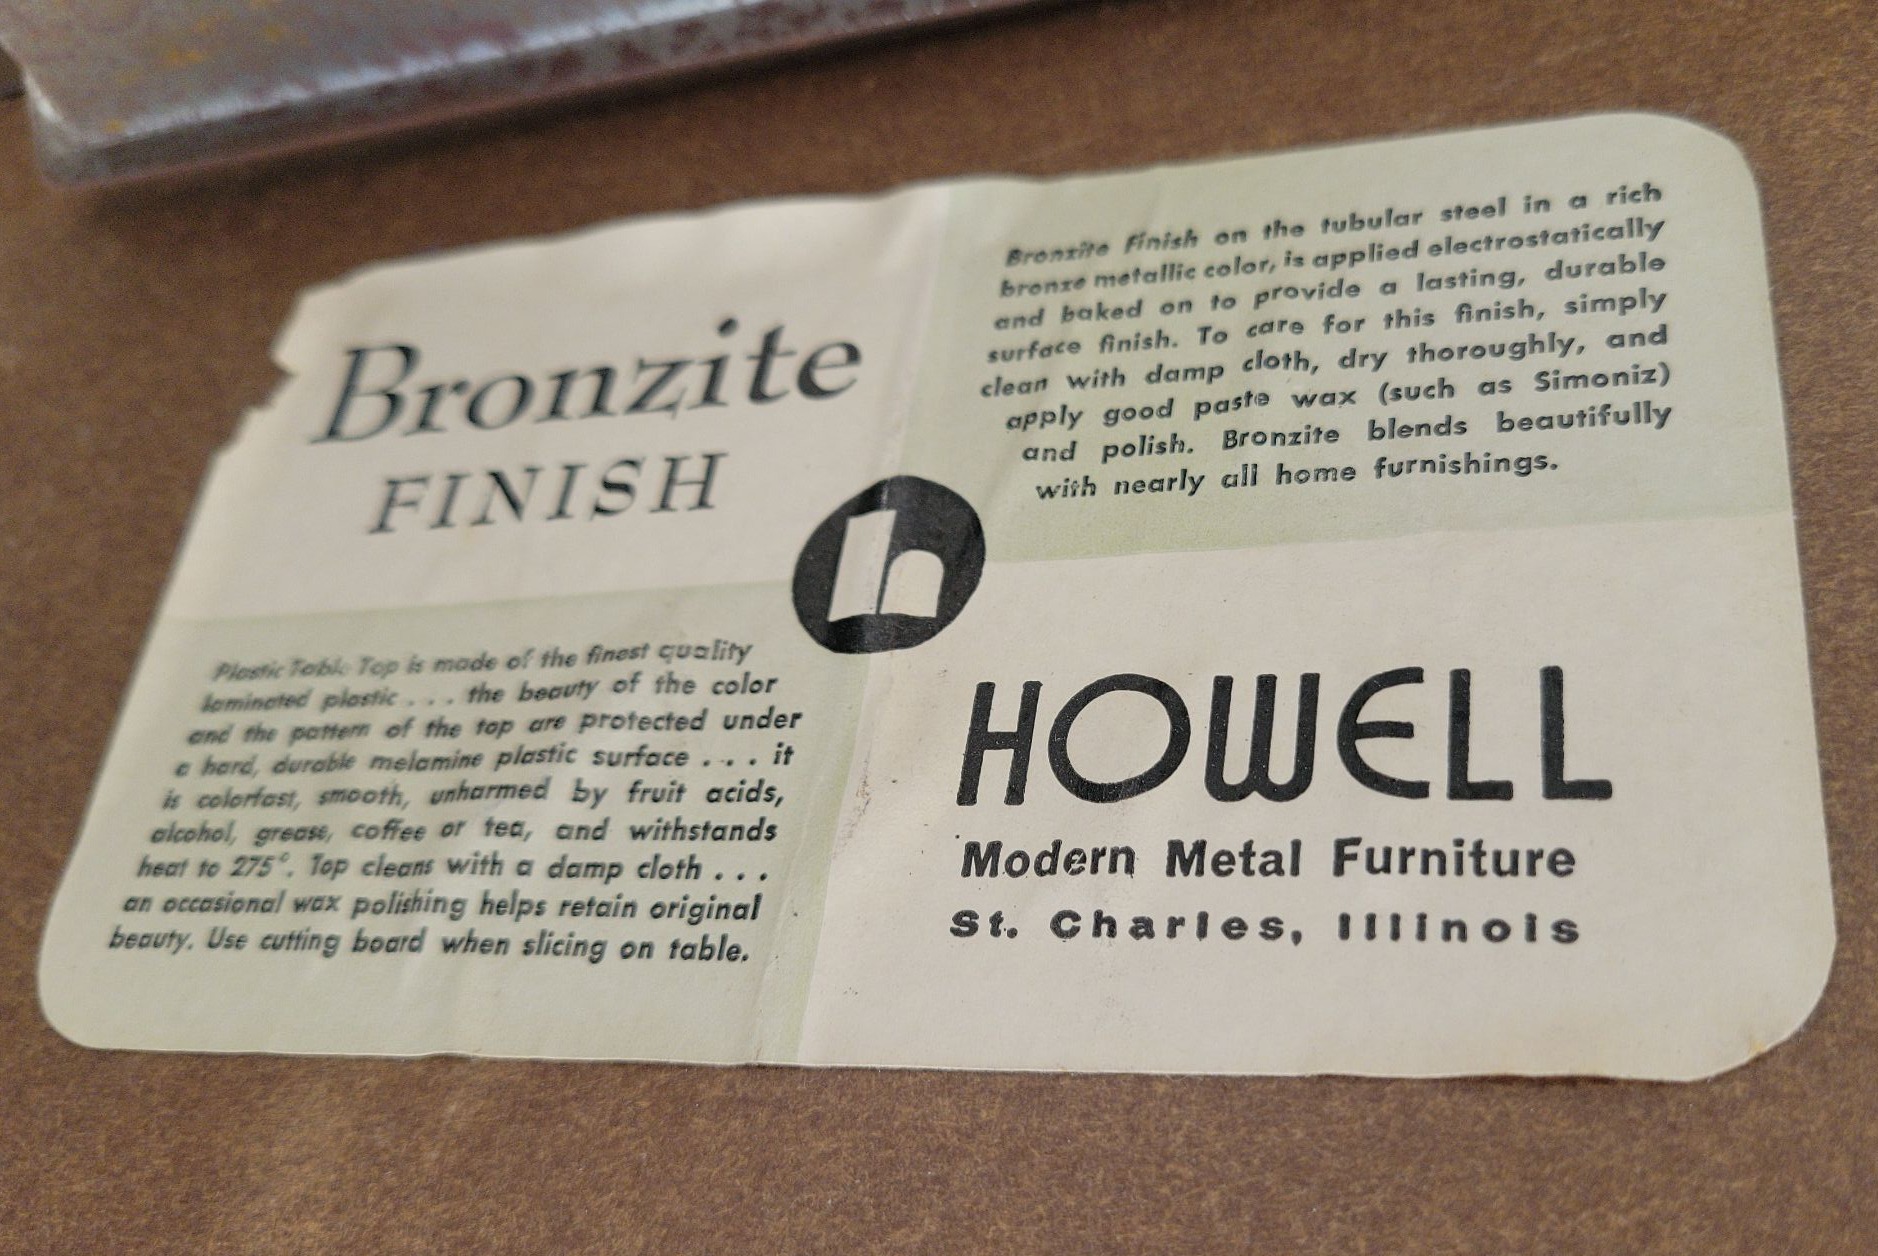 Bronzite
FINISH
Bronzite Finish on the tubular steel in a rich
bronze metallic color, is applied electrostatically
and baked on to provide a lasting, durable
surface finish. To care for this finish, simply
clean with damp cloth, dry thoroughly, and
apply good paste wax (such as Simoniz)
and polish. Bronzite blends beautifully
with nearly all home furnishings.
h
Plastic Table Top is made of the finest quality
laminated plastic . . . the beauty of the color
and the pattern of the top are protected under
a hard, durable melamine plastic surface . . . it
is colorfast, smooth, unharmed by fruit acids,
alcohol, grease, coffee or tea, and withstands
heat to 275°. Top cleans with a damp cloth . . .
an occasional wax polishing helps retain original
beauty. Use cutting board when slicing on table.
HOWELL
Modern Metal Furniture
St. Charles, Illinois